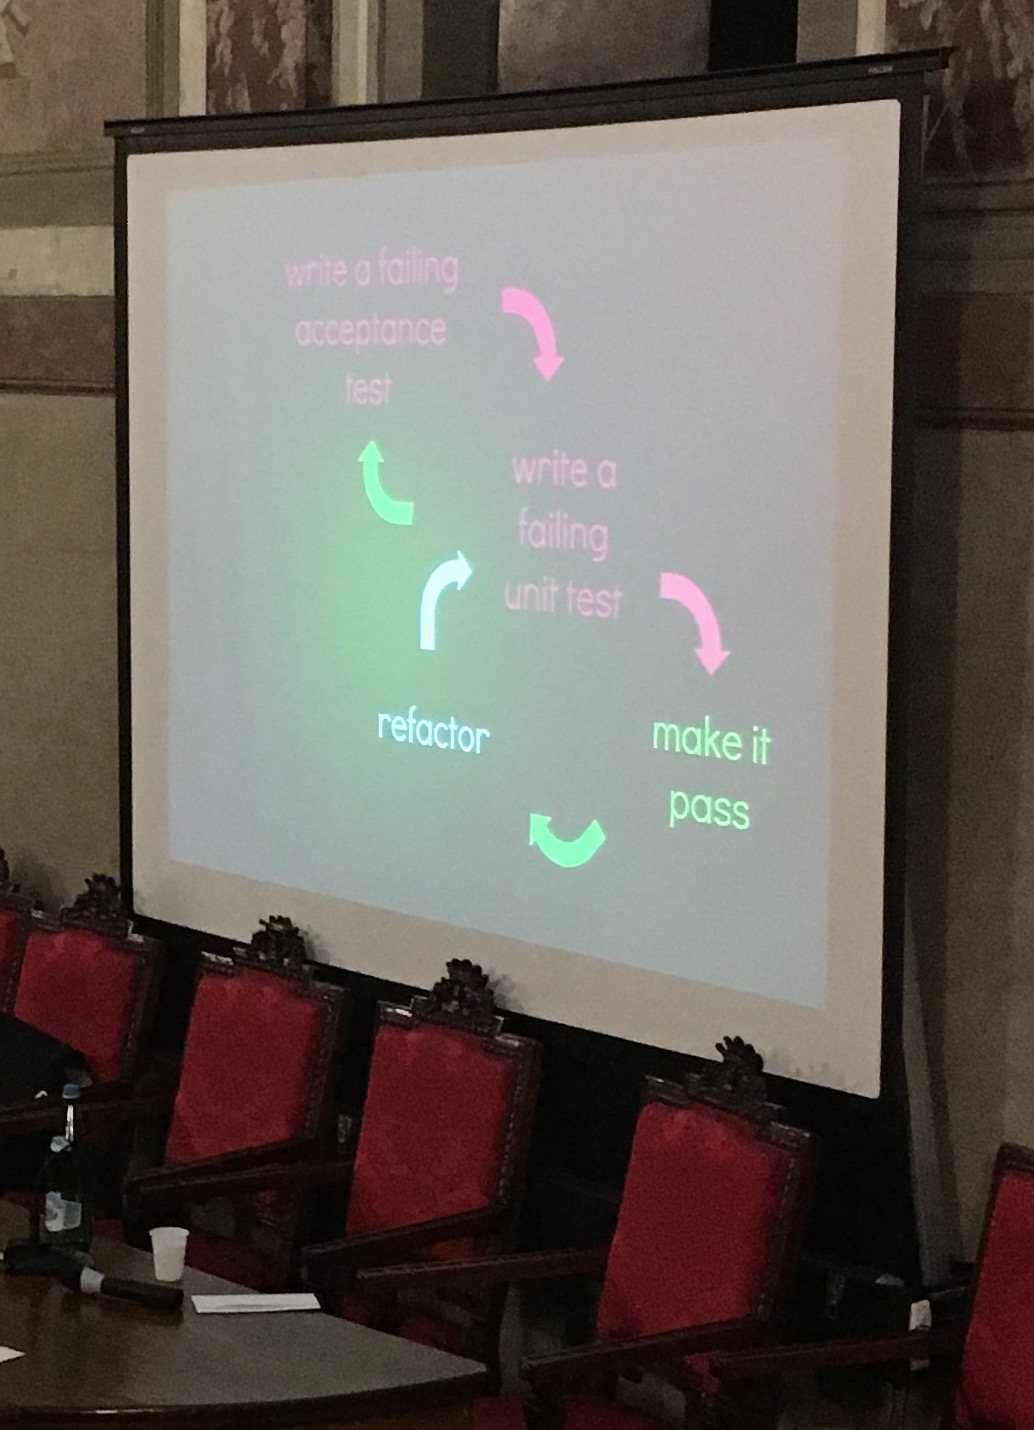 write a failing
acceptance
test
write a
failing
unit test
refactor
make it
pass